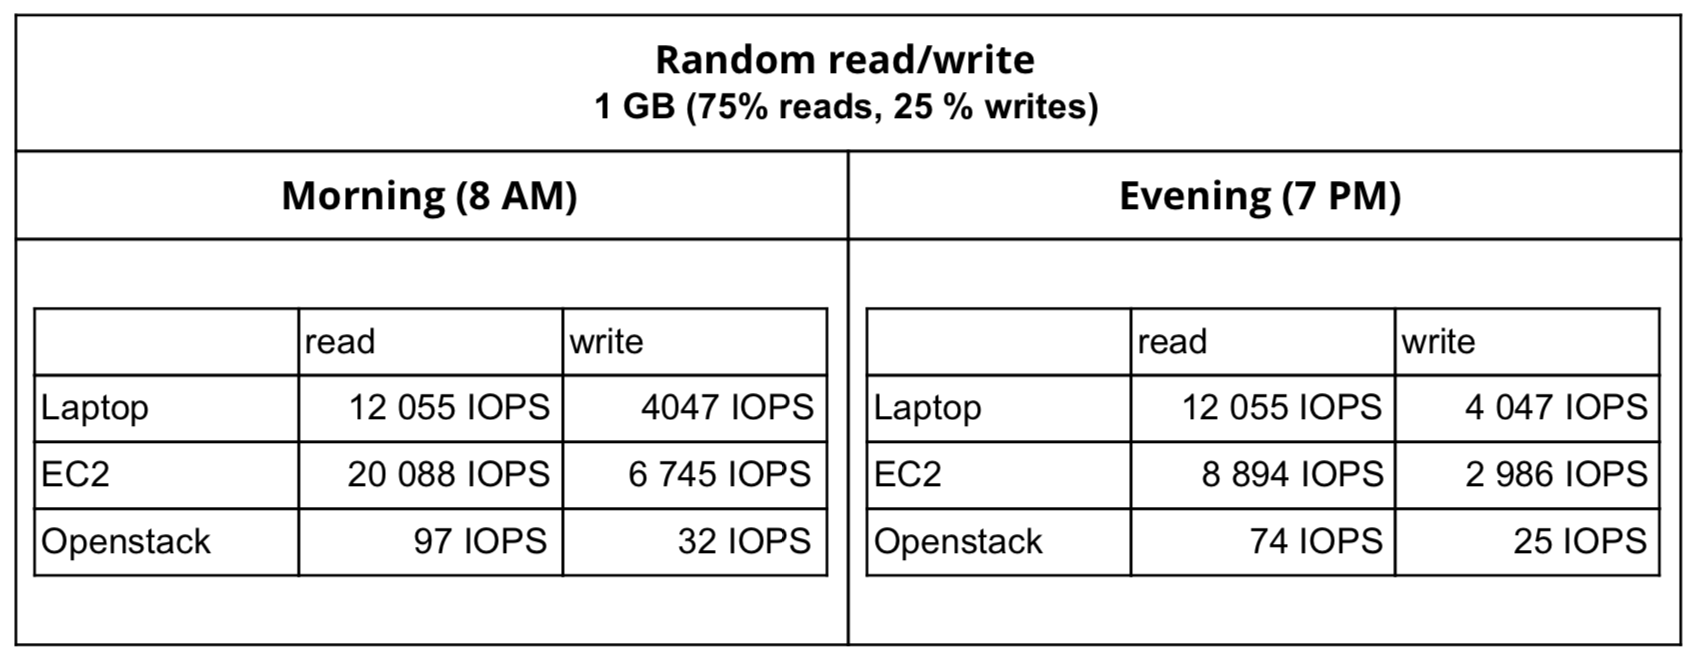 Random read/write
1 GB (75% reads, 25 % writes)
Morning (8 AM)
Evening (7 PM)
read write
Laptop 12 055 IOPS 4047 IOPS
EC2 20 088 IOPS 6 745 IOPS
Openstack 97 IOPS 32 IOPS
read write
Laptop 12 055 IOPS 4 047 IOPS
EC2 8 894 IOPS 2 986 IOPS
Openstack 74 IOPS 25 IOPS